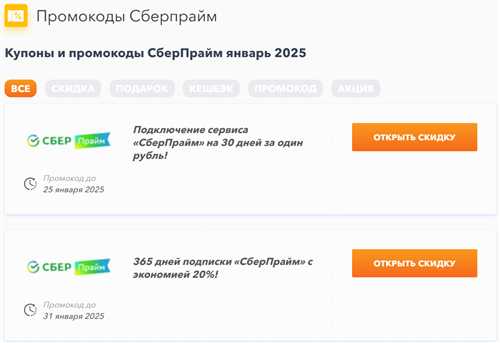 Промокоды Сберпрайм
Купоны и промокоды СберПрайм январь 2025
ВСЕ СКИДКА ПОДАРОК КЕШБЭК ПРОМОКОД АКЦИЯ
СБЕР Прайм
Подключение сервиса
«СберПрайм» на 30 дней за один
рубль!
ОТКРЫТЬ СКИДКУ
Промокод до
25 января 2025
СБЕР Прайм
365 дней подписки «СберПрайм» с
экономией 20%!
ОТКРЫТЬ СКИДКУ
Промокод до
31 января 2025